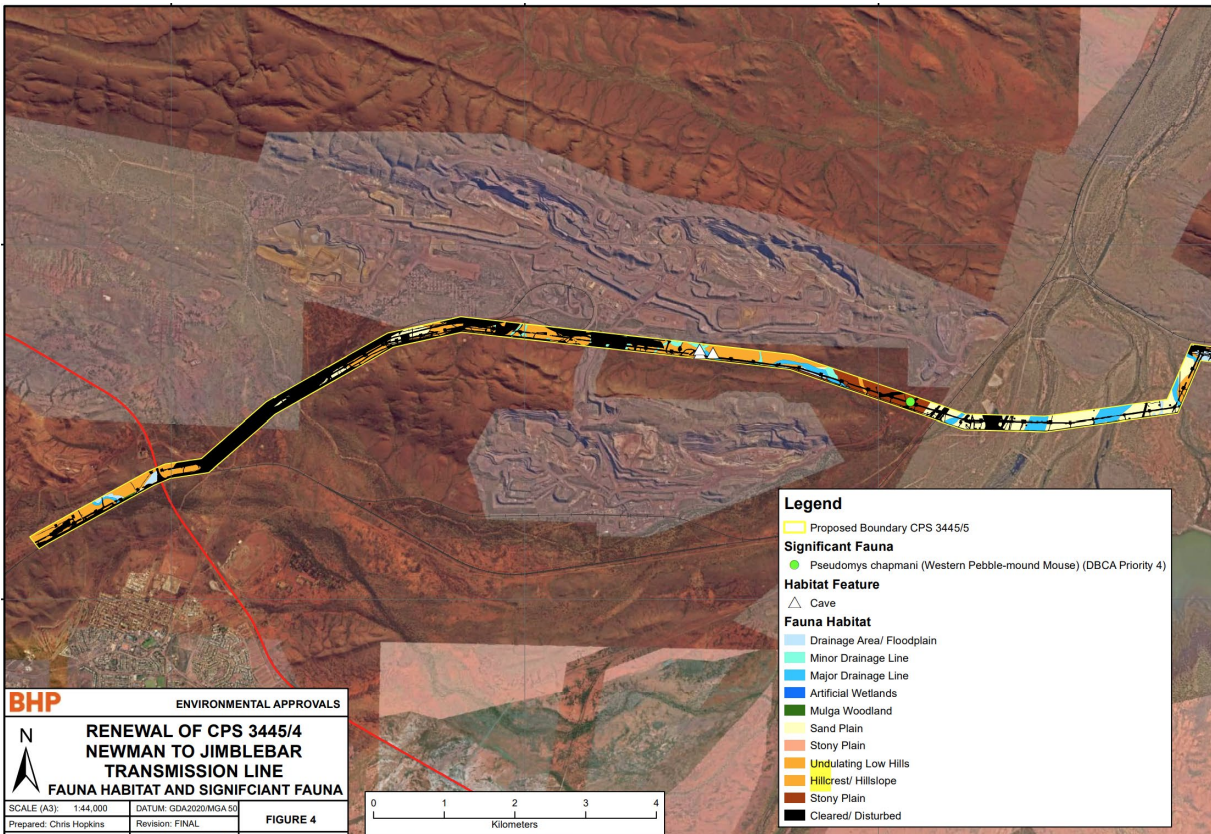 Legend
Proposed Boundary CPS 3445/5
Significant Fauna
Pseudomys chapmani (Western Pebble-mound Mouse) (DBCA Priority 4)
Habitat Feature
Cave
Fauna Habitat
Drainage Area/ Floodplain
Minor Drainage Line
Major Drainage Line
Artificial Wetlands
Mulga Woodland
Sand Plain
Stony Plain
Undulating Low Hills
Hillcrest/ Hillslope
Stony Plain
Cleared/ Disturbed
BHP ENVIRONMENTAL APPROVALS
N
RENEWAL OF CPS 3445/4
NEWMAN TO JIMBLEBAR
TRANSMISSION LINE
FAUNA HABITAT AND SIGNIFCIANT FAUNA
SCALE (A3): 1:44,000 DATUM: GDA2020/MGA 50
Prepared: Chris Hopkins Revision: FINAL
FIGURE 4
0 1 2 3 4
Kilometers